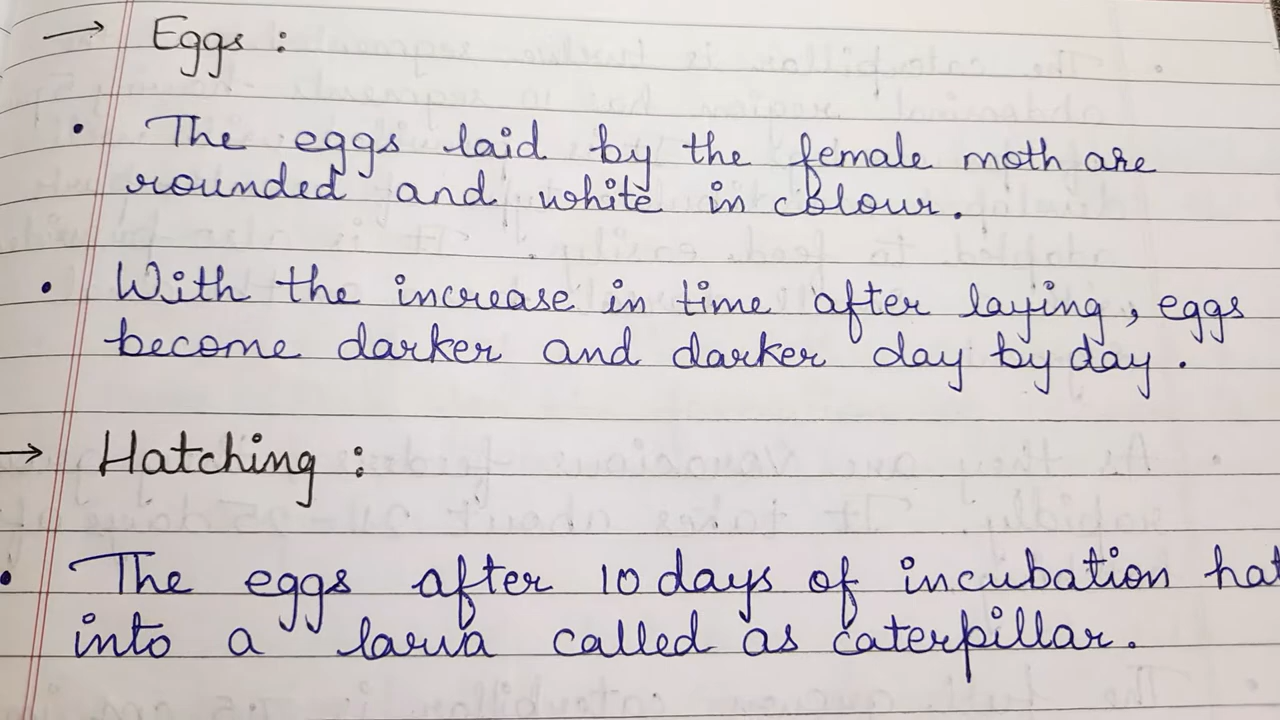 → Eggs :
• The eggs laid by the female moth are
rounded and white in colour.
• With the increase in time after laying, eggs
become darker and darker day by day.
→ Hatching :
• The eggs after 10 days of incubation hat
into a larva called as caterpillar.